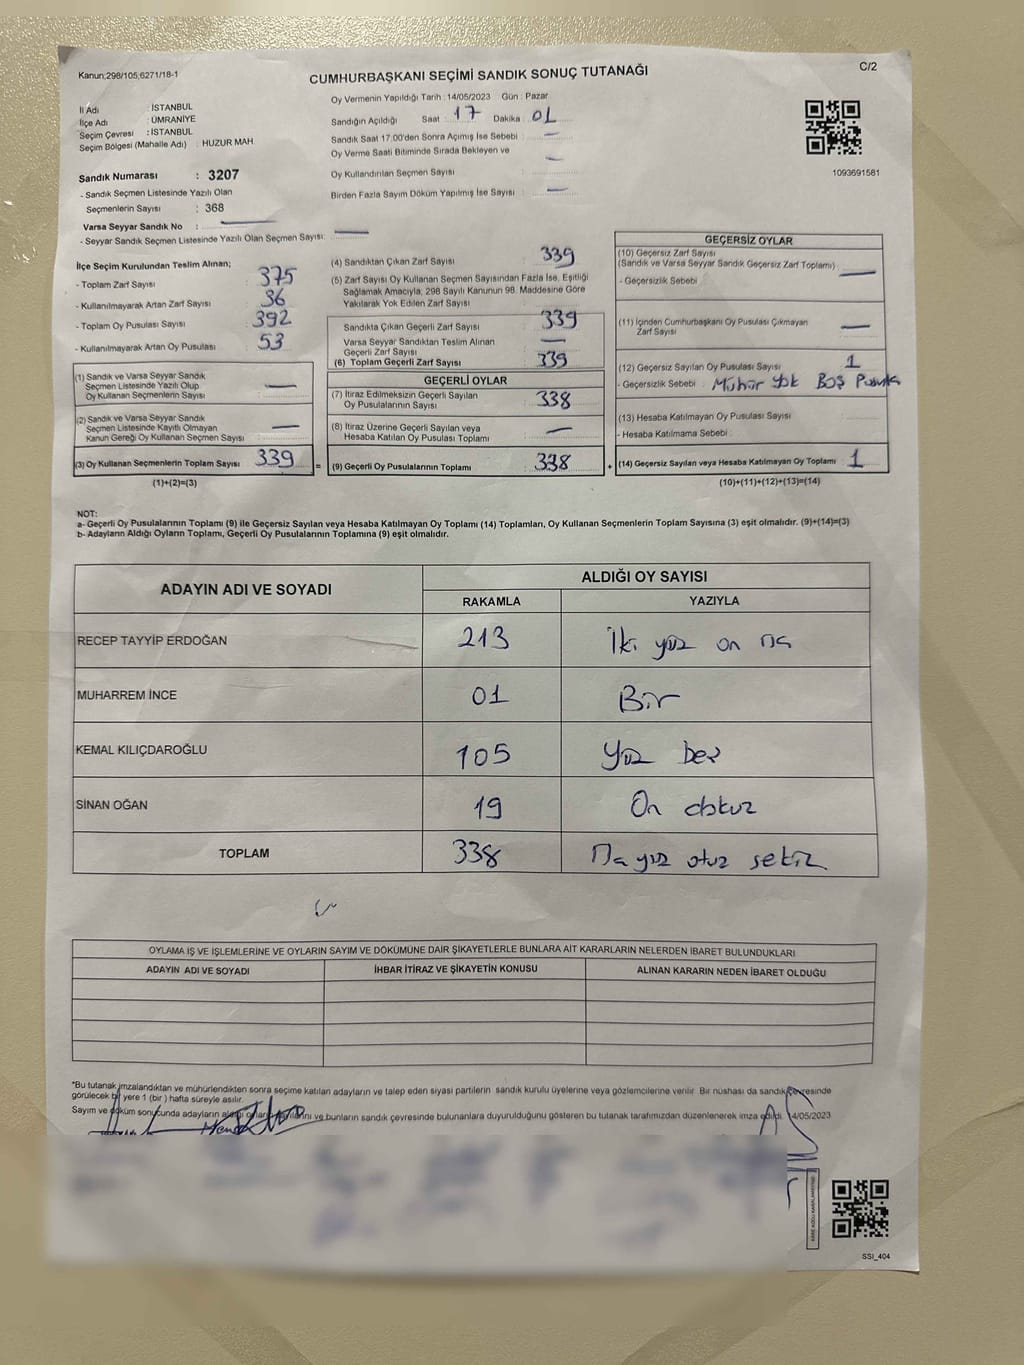 Kanun;298/105;6271/18-1
CUMHURBAŞKANI SEÇİMİ SANDIK SONUÇ TUTANAĞI
C/2
İl Adı : İSTANBUL
İlçe Adı : ÜMRANİYE
Seçim Çevresi : İSTANBUL
Seçim Bölgesi (Mahalle Adı) : HUZUR MAH
Sandık Numarası : 3207
- Sandık Seçmen Listesinde Yazılı Olan
Seçmenlerin Sayısı : 368
Varsa Seyyar Sandık No :
- Seyyar Sandık Seçmen Listesinde Yazılı Olan Seçmen Sayısı:
Oy Vermenin Yapıldığı Tarih : 14/05/2023 Gün : Pazar
Sandığın Açıldığı Saat : 17 Dakika : 01
Sandık Saat 17.00'den Sonra Açımış İse Sebebi
Oy Verme Saati Bitiminde Sırada Bekleyen ve
Oy Kullandırılan Seçmen Sayısı
Birden Fazla Sayım Döküm Yapılmış İse Sayısı
1093691581
İlçe Seçim Kurulundan Teslim Alınan;
- Toplam Zarf Sayısı : 375
- Kullanılmayarak Artan Zarf Sayısı : 36
- Toplam Oy Pusulası Sayısı : 392
- Kullanılmayarak Artan Oy Pusulası : 53
(1) Sandık ve Varsa Seyyar Sandık
Seçmen Listesinde Yazılı Olup
Oy Kullanan Seçmenlerin Sayısı
(2) Sandık ve Varsa Seyyar Sandık
Seçmen Listesinde Kayıtlı Olmayan
Kanun Gereği Oy Kullanan Seçmen Sayısı
(3) Oy Kullanan Seçmenlerin Toplam Sayısı 339 =
(1)+(2)=(3)
(4) Sandıktan Çıkan Zarf Sayısı 339
(5) Zarf Sayısı Oy Kullanan Seçmen Sayısından Fazla İse, Eşitliği
Sağlamak Amacıyla, 298 Sayılı Kanunun 98. Maddesine Göre
Yakılarak Yok Edilen Zarf Sayısı
Sandıkta Çıkan Geçerli Zarf Sayısı 339
Varsa Seyyar Sandıktan Teslim Alınan
Geçerli Zarf Sayısı
(6) Toplam Geçerli Zarf Sayısı 339
GEÇERLİ OYLAR
(7) İtiraz Edilmeksizin Geçerli Sayılan
Oy Pusulalarının Sayısı 338
(8) İtiraz Üzerine Geçerli Sayılan veya
Hesaba Katılan Oy Pusulası Toplamı
(9) Geçerli Oy Pusulalarının Toplamı 338 +
GEÇERSİZ OYLAR
(10) Geçersiz Zarf Sayısı
(Sandık ve Varsa Seyyar Sandık Geçersiz Zarf Toplamı)
- Geçersizlik Sebebi
(11) İçinden Cumhurbaşkanı Oy Pusulası Çıkmayan
Zarf Sayısı
(12) Geçersiz Sayılan Oy Pusulası Sayısı 1
- Geçersizlik Sebebi : Mühür yok Boş Pusula
(13) Hesaba Katılmayan Oy Pusulası Sayısı
- Hesaba Katılmama Sebebi
(14) Geçersiz Sayılan veya Hesaba Katılmayan Oy Toplamı 1
(10)+(11)+(12)+(13)=(14)
NOT:
a- Geçerli Oy Pusulalarının Toplamı (9) ile Geçersiz Sayılan veya Hesaba Katılmayan Oy Toplamı (14) Toplamları, Oy Kullanan Seçmenlerin Toplam Sayısına (3) eşit olmalıdır. (9)+(14)=(3)
b- Adayların Aldığı Oyların Toplamı, Geçerli Oy Pusulalarının Toplamına (9) eşit olmalıdır.
ADAYIN ADI VE SOYADI
ALDIĞI OY SAYISI
RAKAMLA YAZIYLA
RECEP TAYYİP ERDOĞAN 213 İki yüz on
MUHARREM İNCE 01 Bir
KEMAL KILIÇDAROĞLU 105 Yüz beş
SİNAN OĞAN 19 On dokuz
TOPLAM 338 yüz otuz sekiz
OYLAMA İŞ VE İŞLEMLERİNE VE OYLARIN SAYIM VE DÖKÜMÜNE DAİR ŞİKAYETLERLE BUNLARA AİT KARARLARIN NELERDEN İBARET BULUNDUKLARI
ADAYIN ADI VE SOYADI İHBAR İTİRAZ VE ŞİKAYETİN KONUSU ALINAN KARARIN NEDEN İBARET OLDUĞU
*Bu tutanak imzalandıktan ve mühürlendikten sonra seçime katılan adayların ve talep eden siyasi partilerin sandık kurulu üyelerine veya gözlemcilerine verilir. Bir nüshası da sandık çevresinde
görülecek bir yere 1 (bir) hafta süreyle asılır.
Sayım ve döküm sonucunda adayların aldığı ve bunların sandık çevresinde bulunanlara duyurulduğunu gösteren bu tutanak tarafımızdan düzenlenerek imza edildi. 14/05/2023
SSI_404